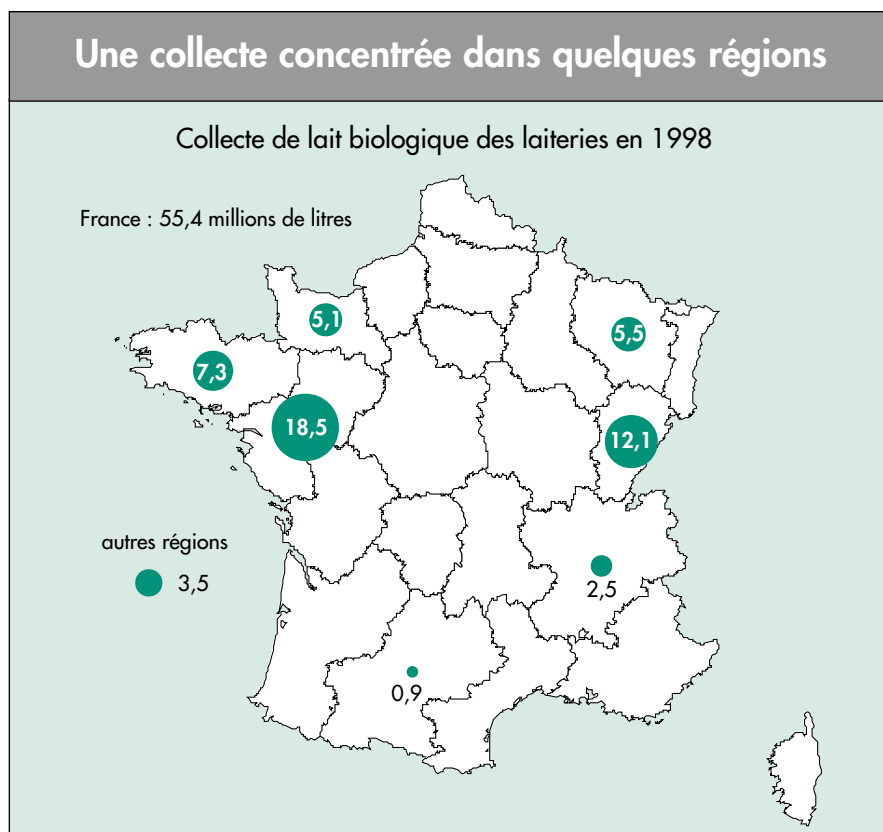 Une collecte concentrée dans quelques régions
Collecte de lait biologique des laiteries en 1998
France : 55,4 millions de litres
5,1
5,5
7,3
18,5
12,1
autres régions
3,5
2,5
0,9